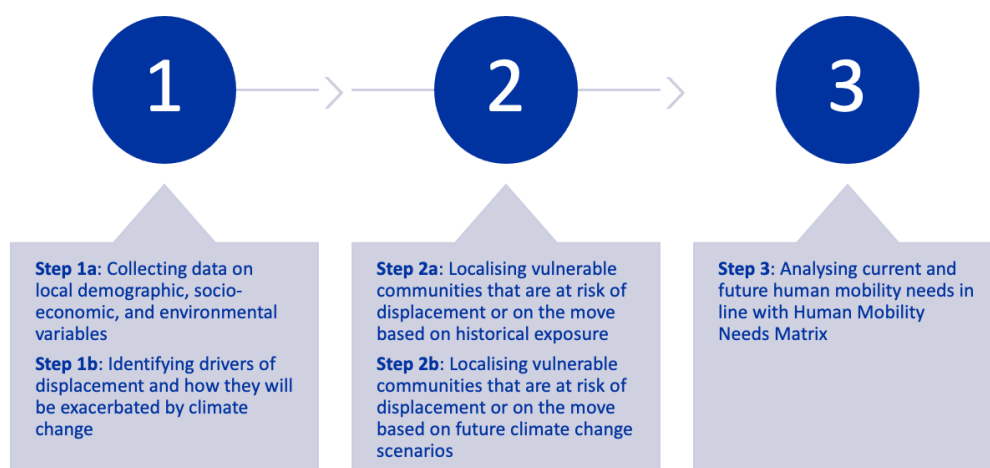 1
2
3
Step 1a: Collecting data on
local demographic, socio-
economic, and environmental
variables
Step 1b: Identifying drivers of
displacement and how they will
be exacerbated by climate
change
Step 2a: Localising vulnerable
communities that are at risk of
displacement or on the move
based on historical exposure
Step 2b: Localising vulnerable
communities that are at risk of
displacement or on the move
based on future climate change
scenarios
Step 3: Analysing current and
future human mobility needs in
line with Human Mobility
Needs Matrix